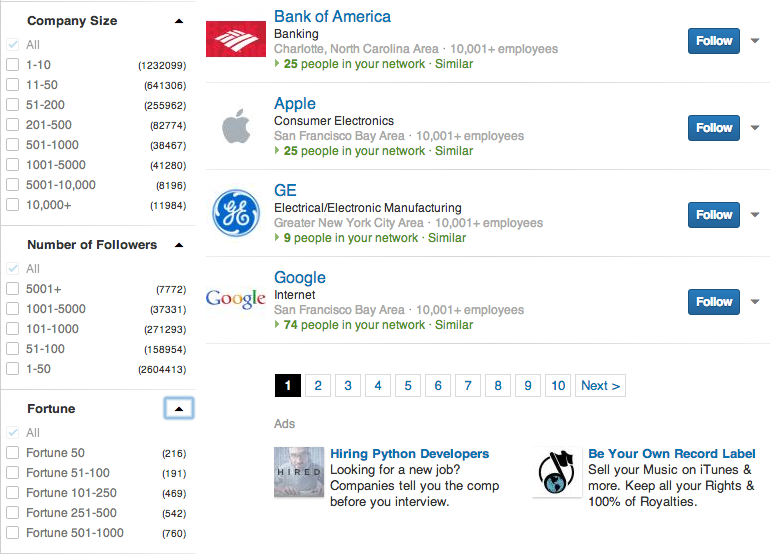 Company Size
All
1-10 (1232099)
11-50 (641306)
51-200 (255962)
201-500 (82774)
501-1000 (38467)
1001-5000 (41280)
5001-10,000 (8196)
10,000+ (11984)
Number of Followers
All
5001+ (7772)
1001-5000 (37331)
101-1000 (271293)
51-100 (158954)
1-50 (2604413)
Fortune
All
Fortune 50 (216)
Fortune 51-100 (191)
Fortune 101-250 (469)
Fortune 251-500 (542)
Fortune 501-1000 (760)
Bank of America
Banking
Charlotte, North Carolina Area · 10,001+ employees
25 people in your network · Similar
Follow
Apple
Consumer Electronics
San Francisco Bay Area · 10,001+ employees
25 people in your network · Similar
Follow
GE
GE
Electrical/Electronic Manufacturing
Greater New York City Area · 10,001+ employees
9 people in your network · Similar
Follow
Google
Google
Internet
San Francisco Bay Area · 10,001+ employees
74 people in your network · Similar
Follow
1 2 3 4 5 6 7 8 9 10 Next >
Ads
HIRED
Hiring Python Developers
Looking for a new job?
Companies tell you the comp
before you interview.
Be Your Own Record Label
Sell your Music on iTunes &
more. Keep all your Rights &
100% of Royalties.